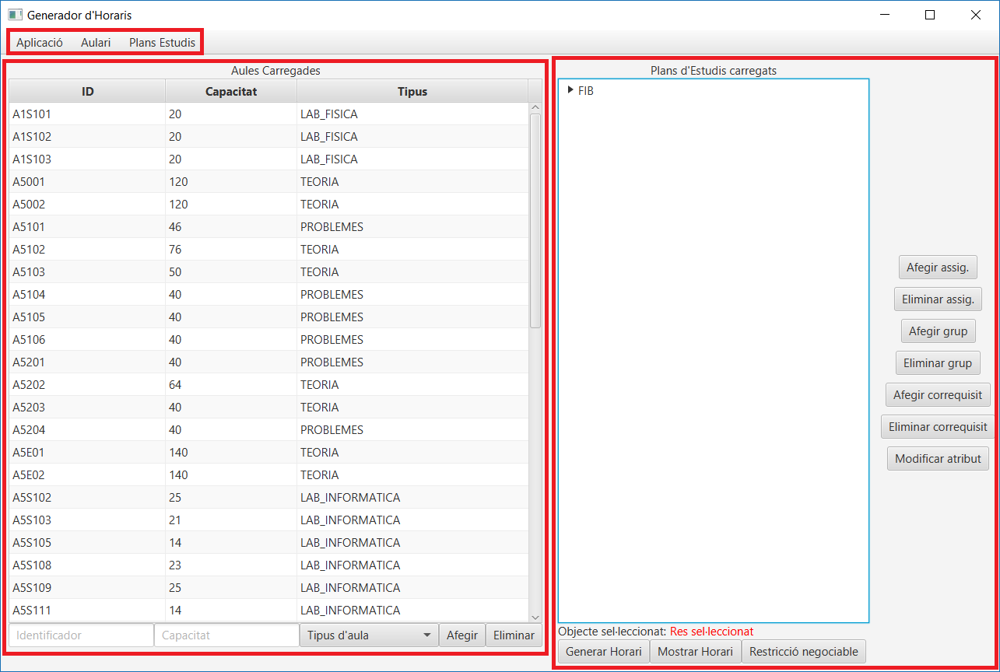 Generador d'Horaris
Aplicació Aulari Plans Estudis
Aules Carregades
ID Capacitat Tipus
A1S101 20 LAB_FISICA
A1S102 20 LAB_FISICA
A1S103 20 LAB_FISICA
A5001 120 TEORIA
A5002 120 TEORIA
A5101 46 PROBLEMES
A5102 76 TEORIA
A5103 50 TEORIA
A5104 40 PROBLEMES
A5105 40 PROBLEMES
A5106 40 PROBLEMES
A5201 40 PROBLEMES
A5202 64 TEORIA
A5203 40 TEORIA
A5204 40 PROBLEMES
A5E01 140 TEORIA
A5E02 140 TEORIA
A5S102 25 LAB_INFORMATICA
A5S103 21 LAB_INFORMATICA
A5S105 14 LAB_INFORMATICA
A5S108 23 LAB_INFORMATICA
A5S109 25 LAB_INFORMATICA
A5S111 14 LAB_INFORMATICA
Identificador Capacitat Tipus d'aula Afegir Eliminar
Plans d'Estudis carregats
FIB
Afegir assig.
Eliminar assig.
Afegir grup
Eliminar grup
Afegir correquisit
Eliminar correquisit
Modificar atribut
Objecte sel·leccionat: Res sel·leccionat
Generar Horari Mostrar Horari Restricció negociable